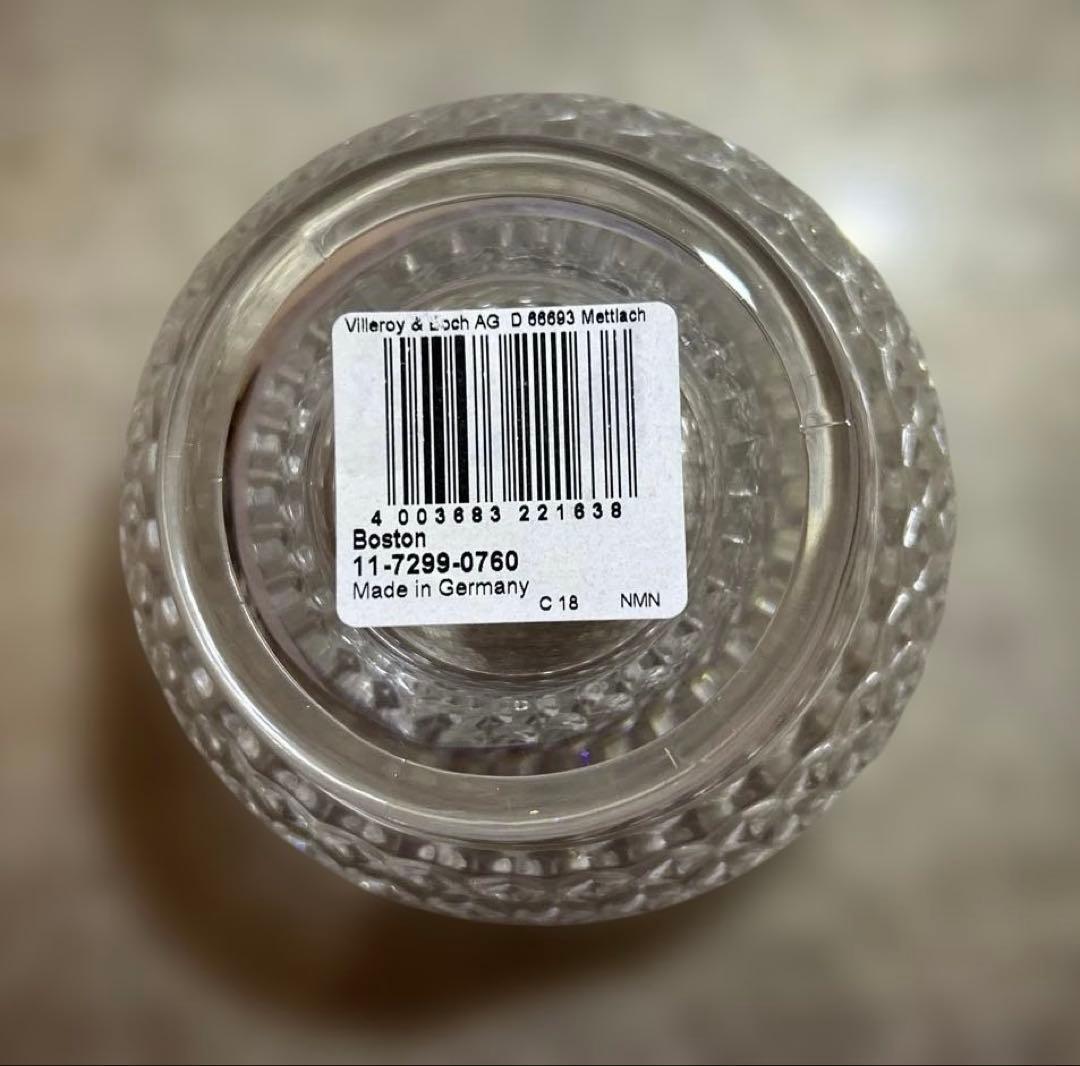 Villeroy & Boch AG D 66693 Mettlach
4 003683 221638
Boston
11-7299-0760
Made in Germany
C 18 NMN